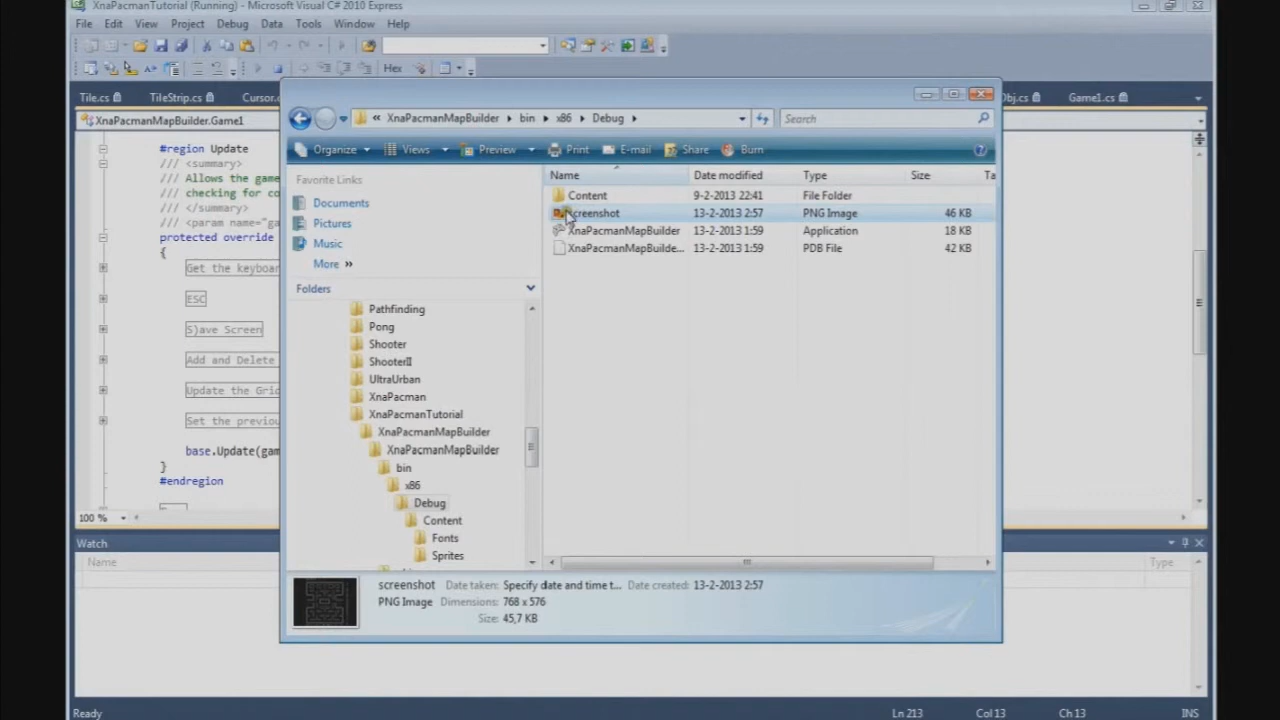 XnaPacmanTutorial (Running) - Microsoft Visual C# 2010 Express
File Edit View Project Debug Data Tools Window Help
Hex
Tile.cs TileStrip.cs Cursor.c Obj.cs Game1.cs
XnaPacmanMapBuilder.Game1
« XnaPacmanMapBuilder bin x86 Debug Search
Organize Views Preview Print E-mail Share Burn
#region Update
/// <summary>
/// Allows the game
/// checking for co
/// </summary>
/// <param name="ga
protected override
{
Get the keyboar
ESC
S)ave Screen
Add and Delete
Update the Grid
Set the previou
base.Update(gam
}
#endregion
100 %
Favorite Links
Documents
Pictures
Music
More »
Folders
Pathfinding
Pong
Shooter
ShooterII
UltraUrban
XnaPacman
XnaPacmanTutorial
XnaPacmanMapBuilder
XnaPacmanMapBuilder
bin
x86
Debug
Content
Fonts
Sprites
Name Date modified Type Size Ta
Content 9-2-2013 22:41 File Folder
screenshot 13-2-2013 2:57 PNG Image 46 KB
XnaPacmanMapBuilder 13-2-2013 1:59 Application 18 KB
XnaPacmanMapBuilde... 13-2-2013 1:59 PDB File 42 KB
screenshot Date taken: Specify date and time t... Date created: 13-2-2013 2:57
PNG Image Dimensions: 768 x 576
Size: 45,7 KB
Watch
Name Type
Ready Ln 213 Col 13 Ch 13 INS